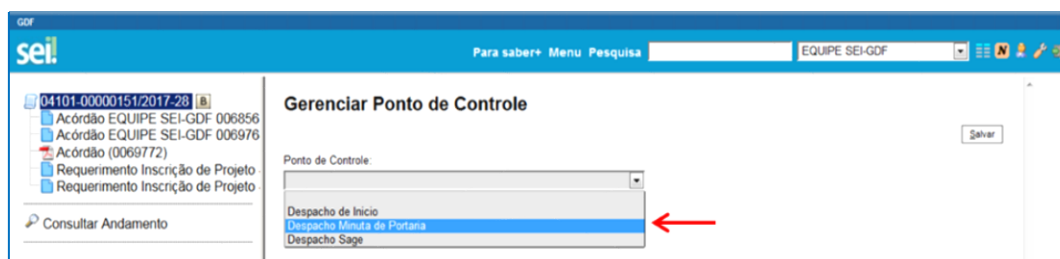 GDF
sei!
Para saber+ Menu Pesquisa
EQUIPE SEI-GDF
N
04101-00000151/2017-28 B
Acórdão EQUIPE SEI-GDF 006856
Acórdão EQUIPE SEI-GDF 006976
Acórdão (0069772)
Requerimento Inscrição de Projeto
Requerimento Inscrição de Projeto
Consultar Andamento
Gerenciar Ponto de Controle
Salvar
Ponto de Controle:
Despacho de Inicio
Despacho Minuta de Portaria
Despacho Sage